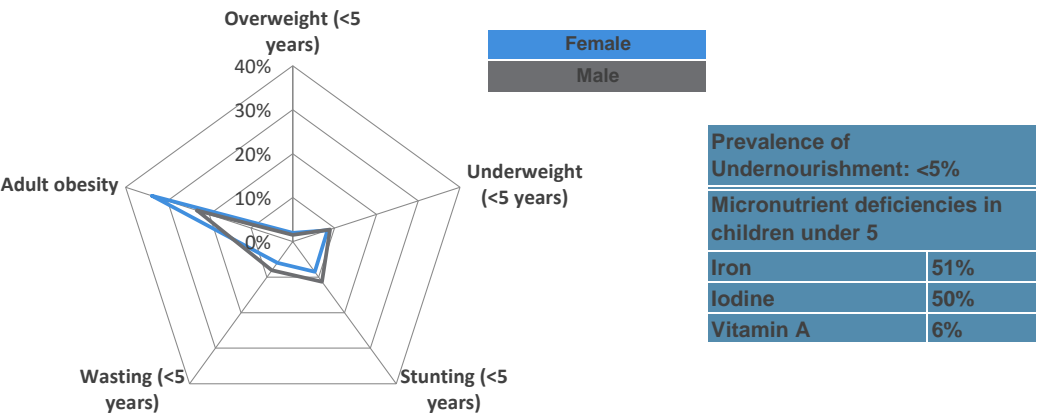 Overweight (<5
years)
40%
30%
20%
10%
0%
Adult obesity
Underweight
(<5 years)
Wasting (<5
years)
Stunting (<5
years)
Female
Male
Prevalence of
Undernourishment: <5%
Micronutrient deficiencies in
children under 5
Iron 51%
Iodine 50%
Vitamin A 6%